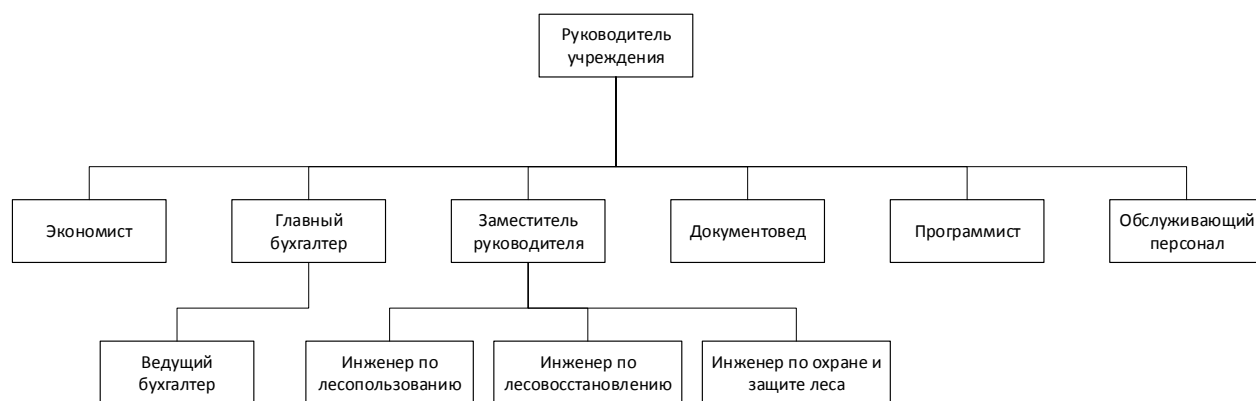 Руководитель
учреждения
Экономист
Главный
бухгалтер
Заместитель
руководителя
Документовед
Программист
Обслуживающий
персонал
Ведущий
бухгалтер
Инженер по
лесопользованию
Инженер по
лесовосстановлению
Инженер по охране и
защите леса